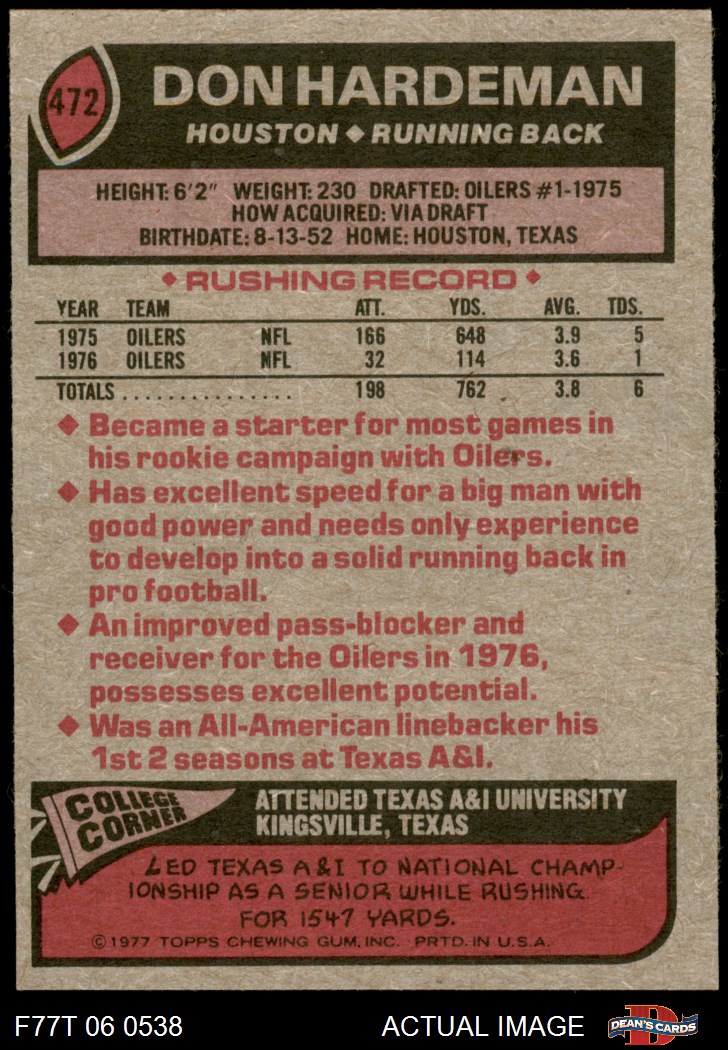 472
DON HARDEMAN
HOUSTON ◆ RUNNING BACK
HEIGHT: 6'2" WEIGHT: 230 DRAFTED: OILERS #1-1975
HOW ACQUIRED: VIA DRAFT
BIRTHDATE: 8-13-52 HOME: HOUSTON, TEXAS
◆ RUSHING RECORD ◆
YEAR TEAM ATT. YDS. AVG. TDS.
1975 OILERS NFL 166 648 3.9 5
1976 OILERS NFL 32 114 3.6 1
TOTALS................ 198 762 3.8 6
◆ Became a starter for most games in
his rookie campaign with Oilers.
◆ Has excellent speed for a big man with
good power and needs only experience
to develop into a solid running back in
pro football.
◆ An improved pass-blocker and
receiver for the Oilers in 1976,
possesses excellent potential.
◆ Was an All-American linebacker his
1st 2 seasons at Texas A&I.
COLLEGE
CORNER
ATTENDED TEXAS A&I UNIVERSITY
KINGSVILLE, TEXAS
LED TEXAS A&I TO NATIONAL CHAMP-
IONSHIP AS A SENIOR WHILE RUSHING
FOR 1547 YARDS.
© 1977 TOPPS CHEWING GUM, INC. PRTD. IN U.S.A.
F77T 06 0538 ACTUAL IMAGE
D
DEAN'S CARDS